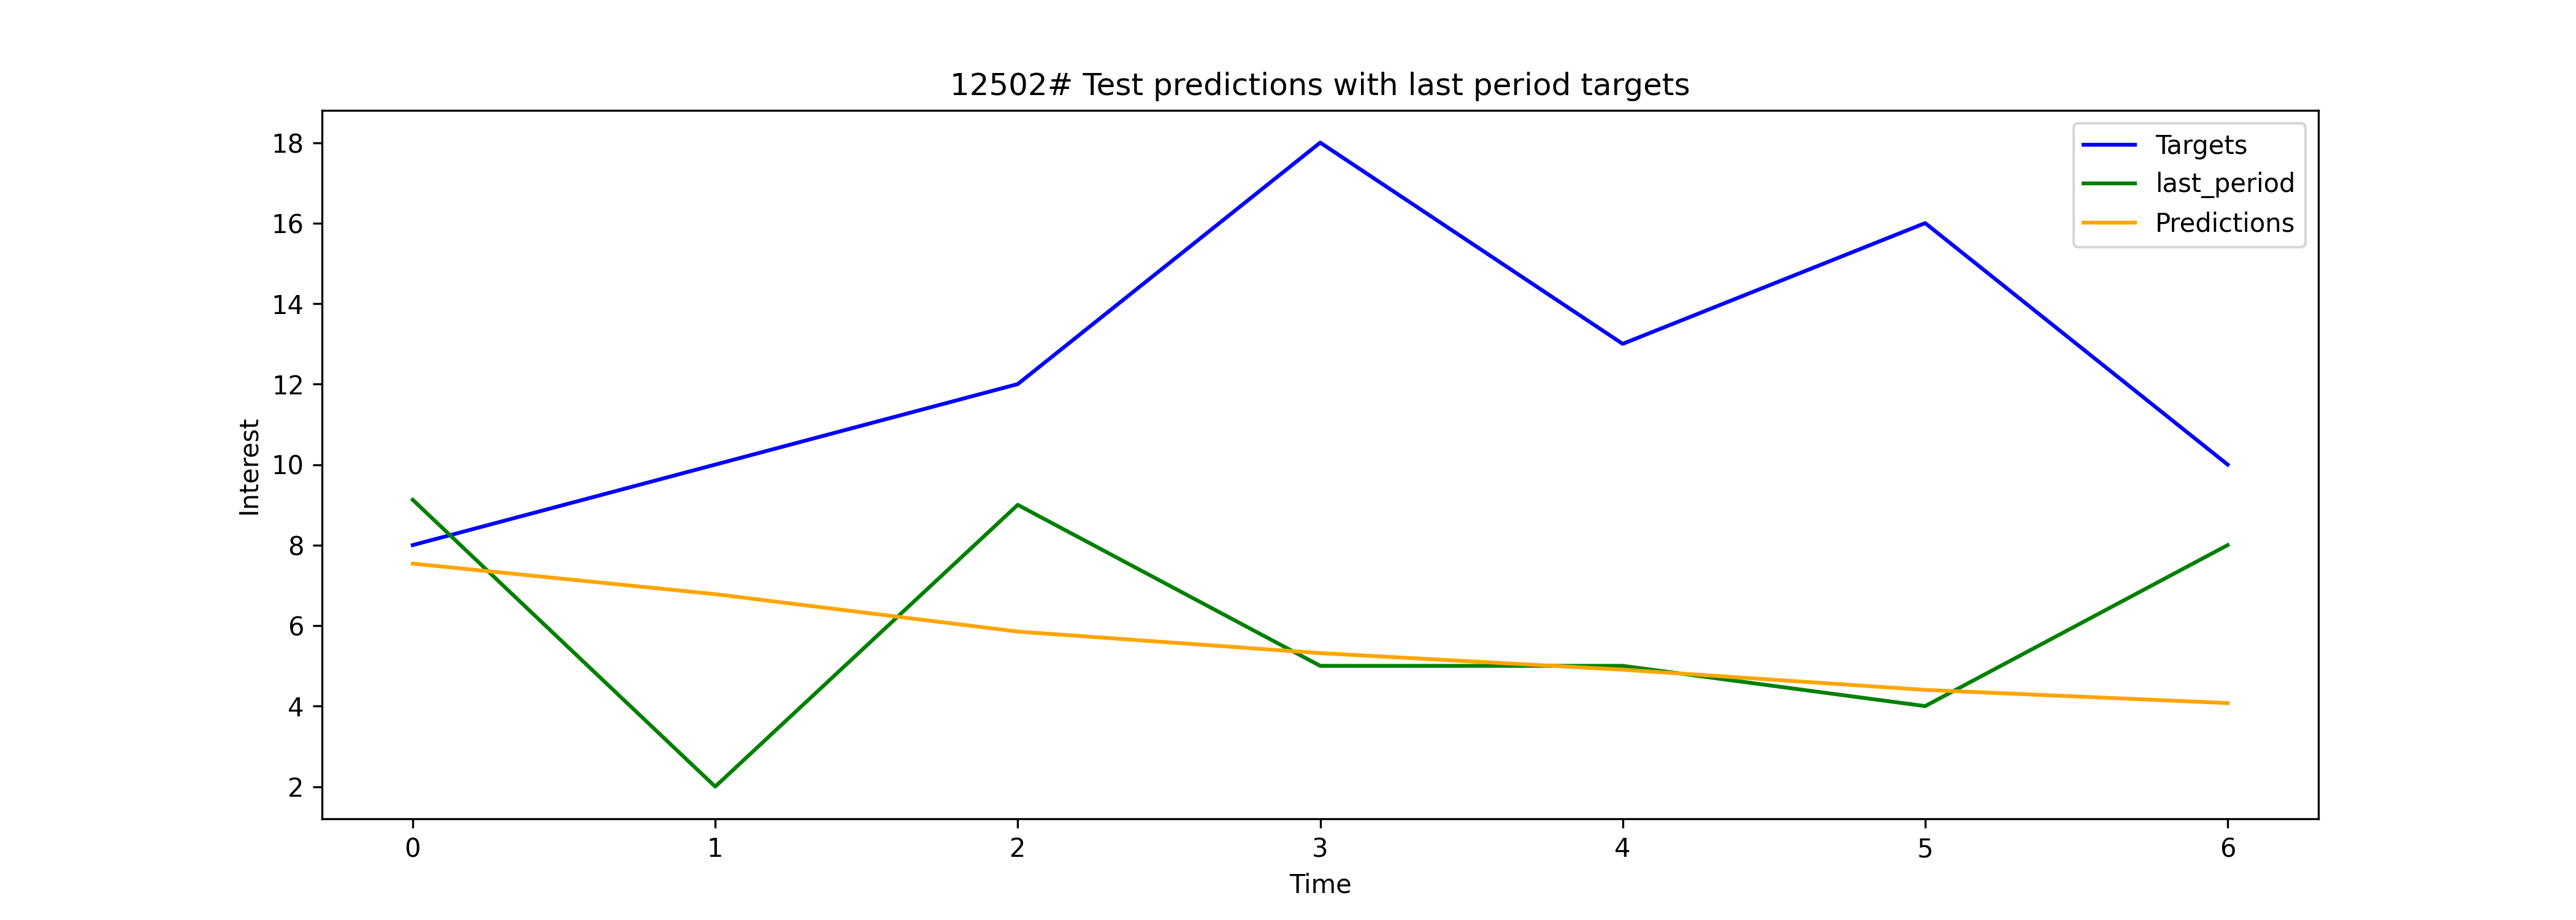 12502# Test predictions with last period targets
Targets
last_period
Predictions
Interest
18
16
14
12
10
8
6
4
2
0 1 2 3 4 5 6
Time